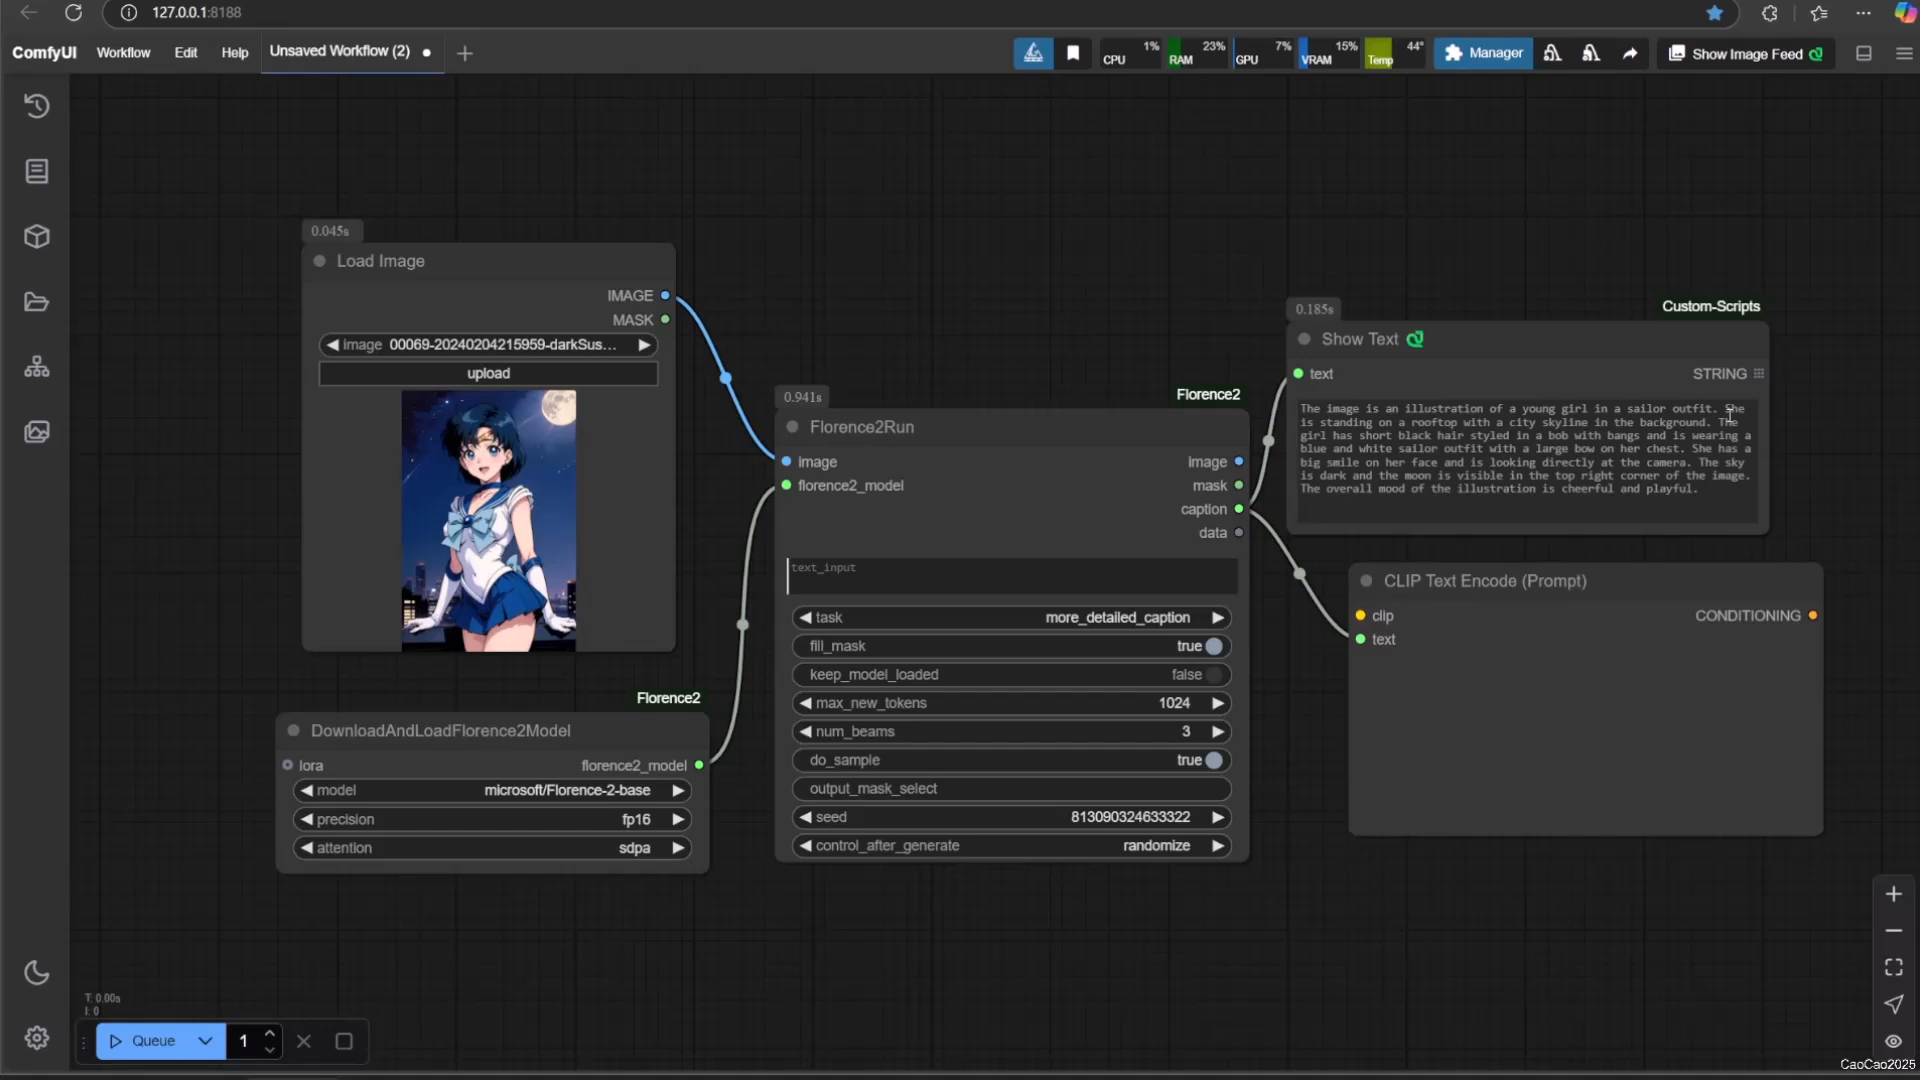 127.0.0.1:8188
ComfyUI Workflow Edit Help Unsaved Workflow (2)
CPU 1% RAM 23% GPU 7% VRAM 15% Temp 44° Manager Show Image Feed
0.045s
Load Image
IMAGE
MASK
image 00069-20240204215959-darkSus...
upload
Florence2
DownloadAndLoadFlorence2Model
lora florence2_model
model microsoft/Florence-2-base
precision fp16
attention sdpa
0.941s
Florence2
Florence2Run
image image
florence2_model mask
caption
data
text_input
task more_detailed_caption
fill_mask true
keep_model_loaded false
max_new_tokens 1024
num_beams 3
do_sample true
output_mask_select
seed 813090324633322
control_after_generate randomize
0.185s
Custom-Scripts
Show Text
text STRING
The image is an illustration of a young girl in a sailor outfit. She
is standing on a rooftop with a city skyline in the background. The
girl has short black hair styled in a bob with bangs and is wearing a
blue and white sailor outfit with a large bow on her chest. She has a
big smile on her face and is looking directly at the camera. The sky
is dark and the moon is visible in the top right corner of the image.
The overall mood of the illustration is cheerful and playful.
CLIP Text Encode (Prompt)
clip CONDITIONING
text
T: 0.00s
I: 0
Queue 1
CaoCao2025